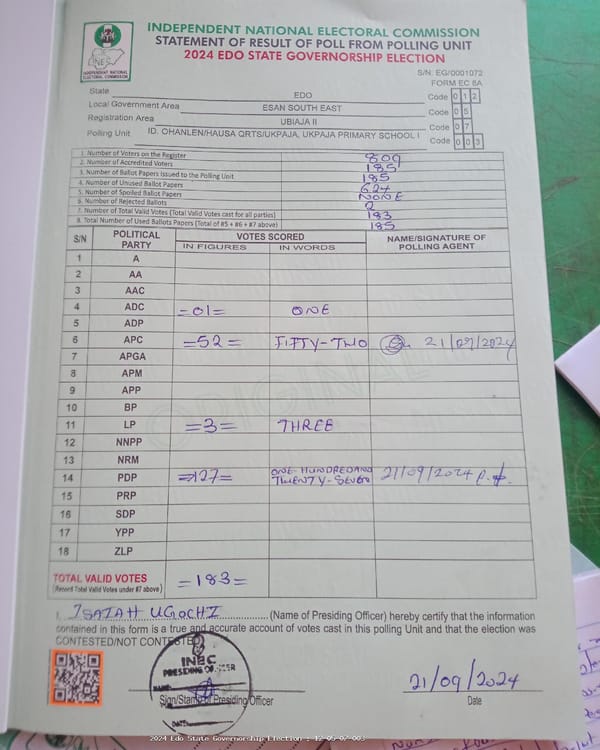 INDEPENDENT NATIONAL ELECTORAL COMMISSION
STATEMENT OF RESULT OF POLL FROM POLLING UNIT
2024 EDO STATE GOVERNORSHIP ELECTION
INEC
INDEPENDENT NATIONAL ELECTORAL COMMISSION
S/N: EG/0001072
FORM EC 8A
State EDO Code 0 1 2
Local Government Area ESAN SOUTH EAST Code 0 5
Registration Area UBIAJA II Code 0 7
Polling Unit ID. OHANLEN/HAUSA QRTS/UKPAJA, UKPAJA PRIMARY SCHOOL I Code 0 0 3
1. Number of Voters on the Register 809
2. Number of Accredited Voters 185
3. Number of Ballot Papers Issued to the Polling Unit 185
4. Number of Unused Ballot Papers 624
5. Number of Spoiled Ballot Papers NONE
6. Number of Rejected Ballots 2
7. Number of Total Valid Votes (Total Valid Votes cast for all parties) 183
8. Total Number of Used Ballots Papers (Total of #5 + #6 + #7 above) 185
S/N POLITICAL PARTY VOTES SCORED NAME/SIGNATURE OF POLLING AGENT
IN FIGURES IN WORDS
1 A
2 AA
3 AAC
4 ADC =01= ONE
5 ADP
6 APC =52= FIFTY-TWO 21/09/2024
7 APGA
8 APM
9 APP
10 BP
11 LP =3= THREE
12 NNPP
13 NRM
14 PDP =127= ONE-HUNDREDAND TWENTY-SEVEN 21/09/2024
15 PRP
16 SDP
17 YPP
18 ZLP
TOTAL VALID VOTES =183=
(Record Total Valid Votes under #7 above)
I, ISAIAH UGOCHI (Name of Presiding Officer) hereby certify that the information
contained in this form is a true and accurate account of votes cast in this polling Unit and that the election was
CONTESTED/NOT CONTESTED
INEC
PRESIDING OFFICER
NAME:
DATE:
21/09/2024
Sign/Stamp of Presiding Officer Date
2024 Edo State Governorship Election : 12-05-07-003